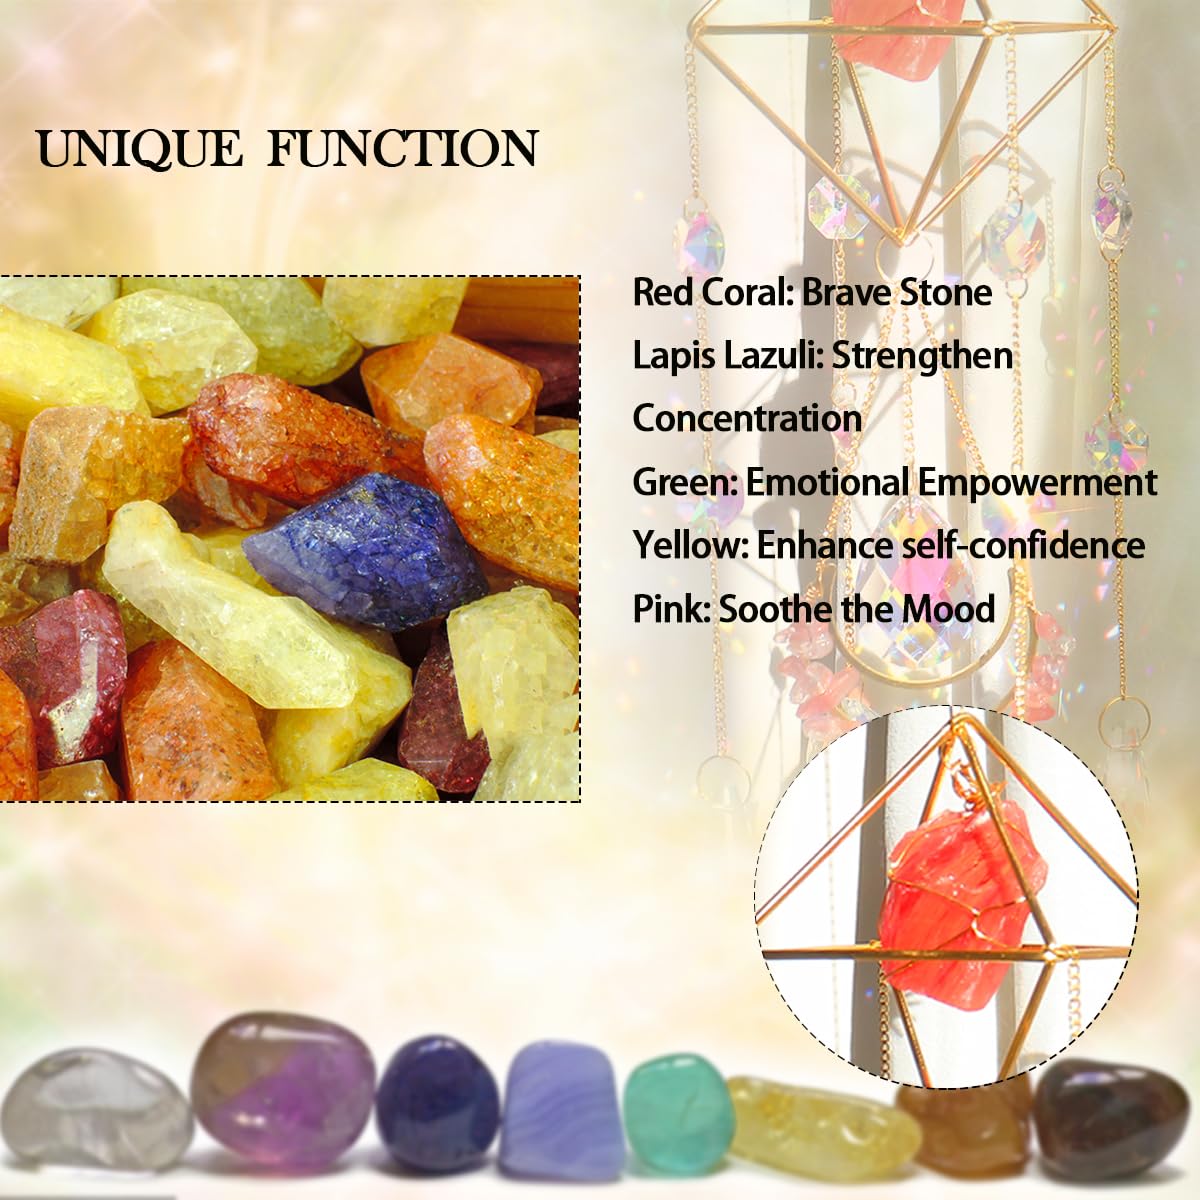 UNIQUE FUNCTION
Red Coral: Brave Stone
Lapis Lazuli: Strengthen
Concentration
Green: Emotional Empowerment
Yellow: Enhance self-confidence
Pink: Soothe the Mood